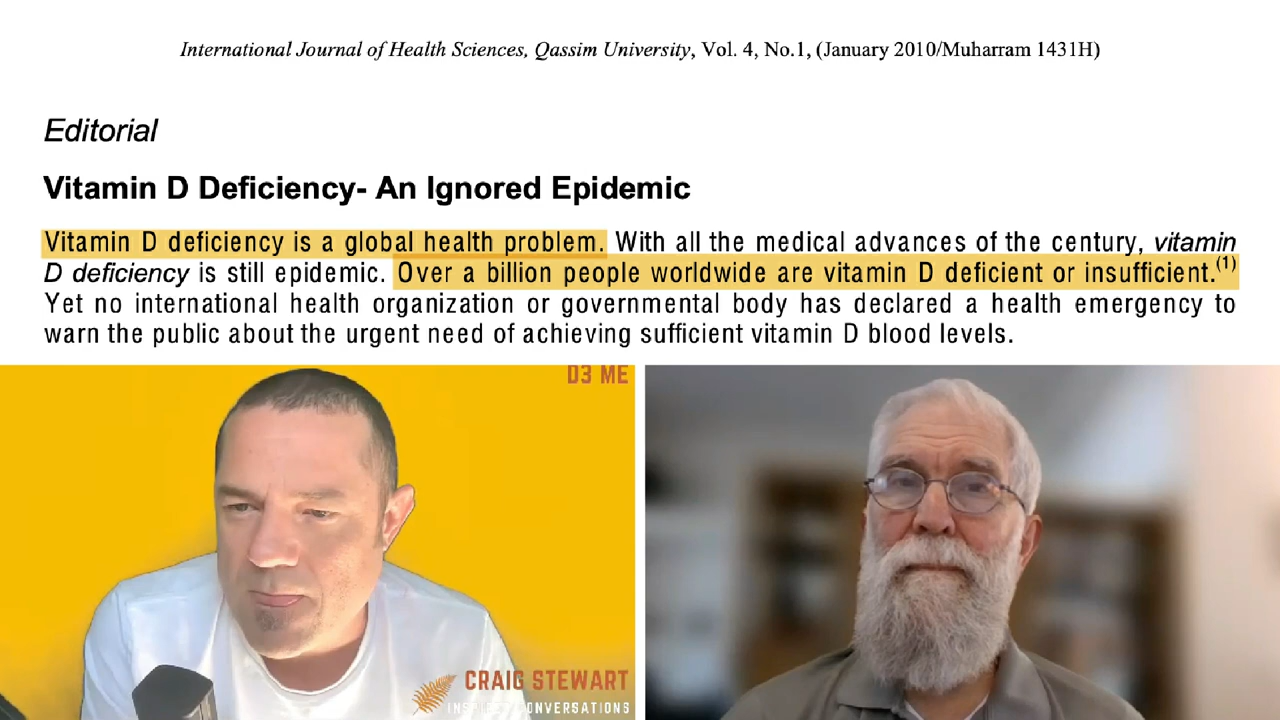 International Journal of Health Sciences, Qassim University, Vol. 4, No.1, (January 2010/Muharram 1431H)
Editorial
Vitamin D Deficiency- An Ignored Epidemic
Vitamin D deficiency is a global health problem. With all the medical advances of the century, vitamin
D deficiency is still epidemic. Over a billion people worldwide are vitamin D deficient or insufficient.(1)
Yet no international health organization or governmental body has declared a health emergency to
warn the public about the urgent need of achieving sufficient vitamin D blood levels.
D3 ME
CRAIG STEWART
CONVERSATIONS